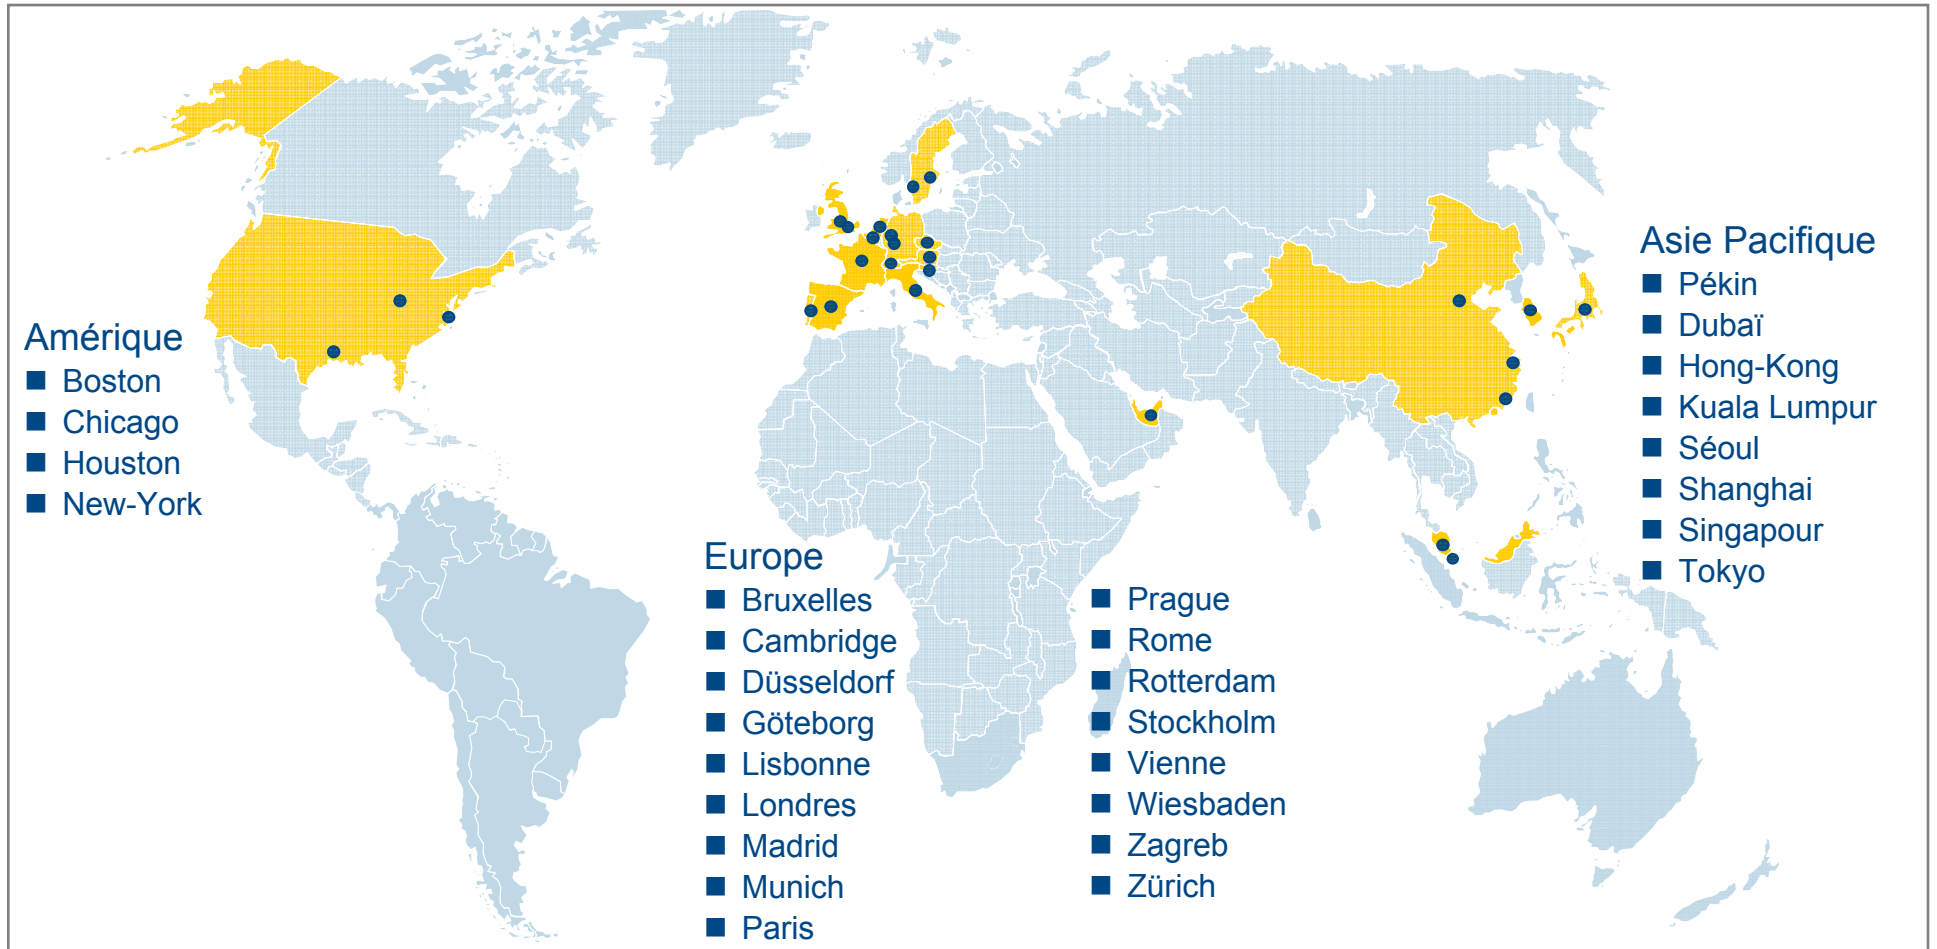 Amérique
Boston
Chicago
Houston
New-York
Europe
Bruxelles
Cambridge
Düsseldorf
Göteborg
Lisbonne
Londres
Madrid
Munich
Paris
Prague
Rome
Rotterdam
Stockholm
Vienne
Wiesbaden
Zagreb
Zürich
Asie Pacifique
Pékin
Dubaï
Hong-Kong
Kuala Lumpur
Séoul
Shanghai
Singapour
Tokyo